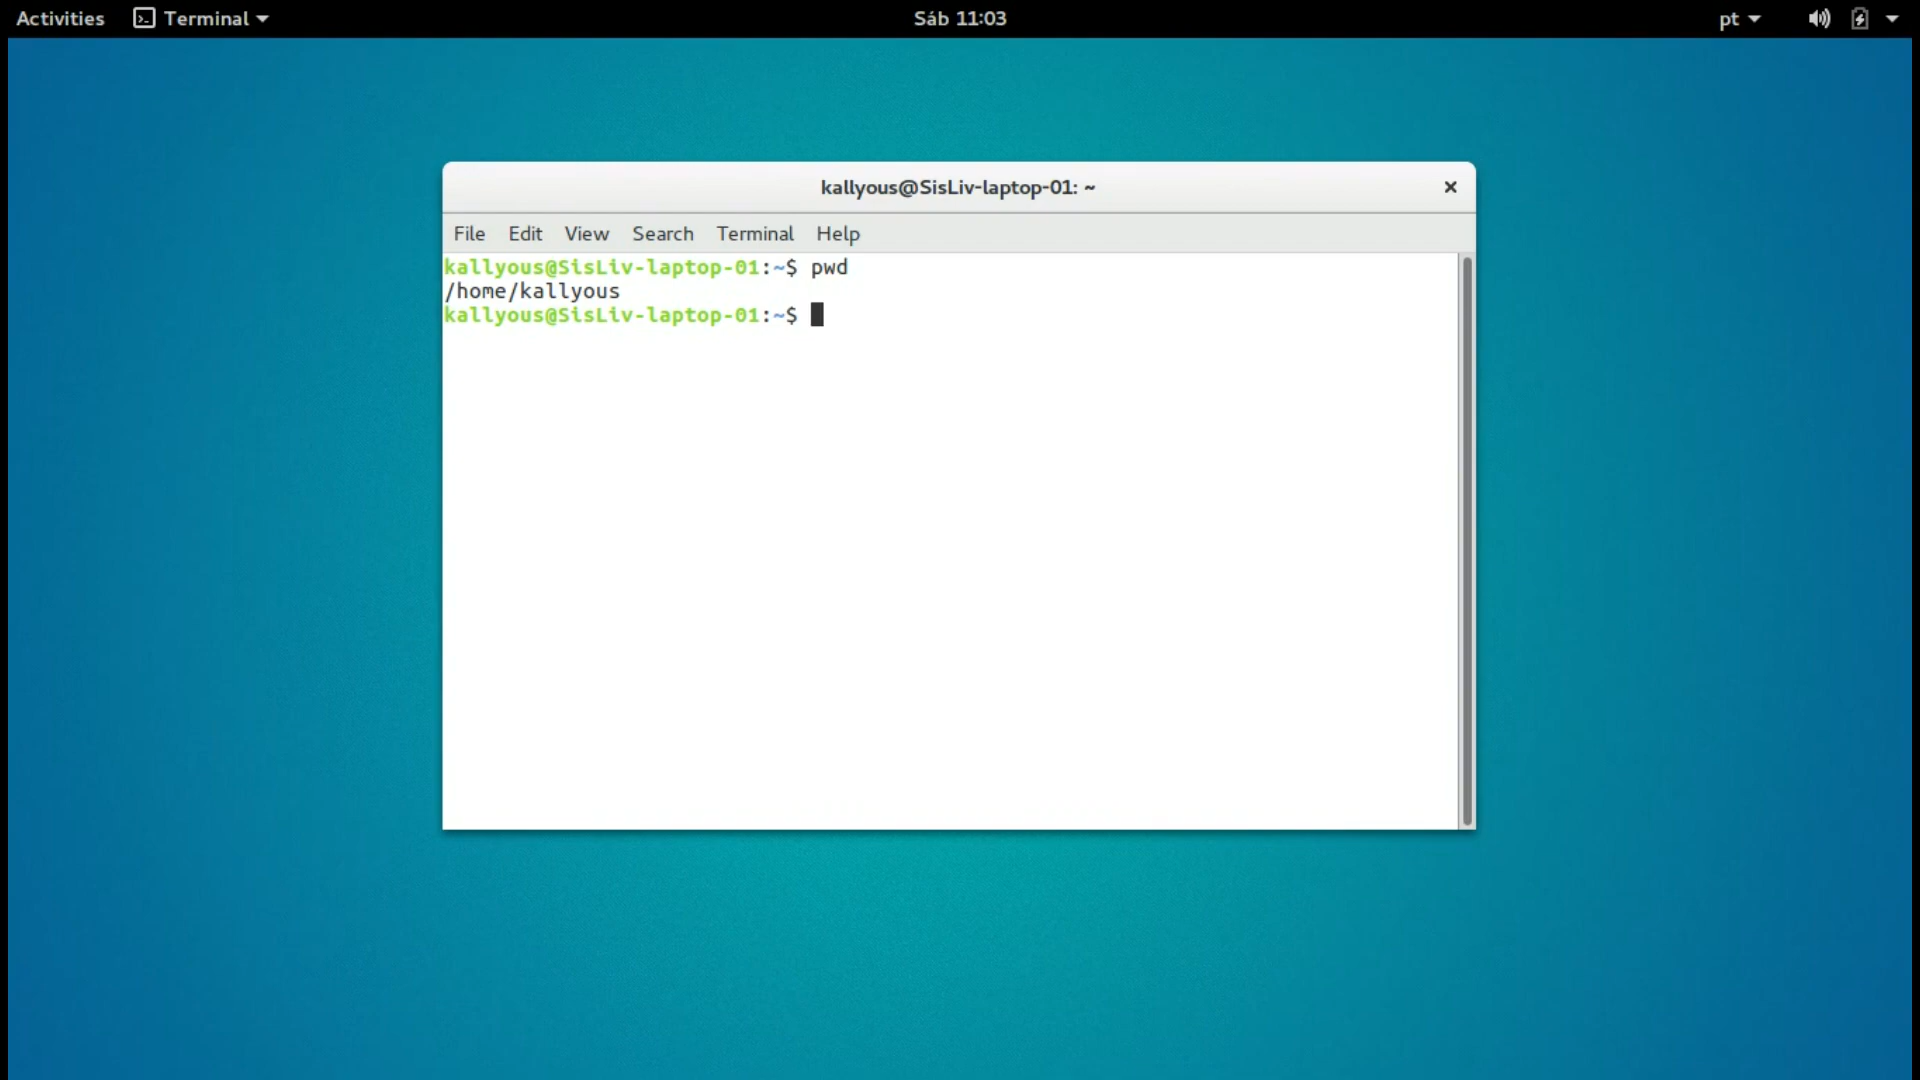 Activities Terminal Sáb 11:03 pt
kallyous@SisLiv-laptop-01: ~
File Edit View Search Terminal Help
kallyous@SisLiv-laptop-01:~$ pwd
/home/kallyous
kallyous@SisLiv-laptop-01:~$